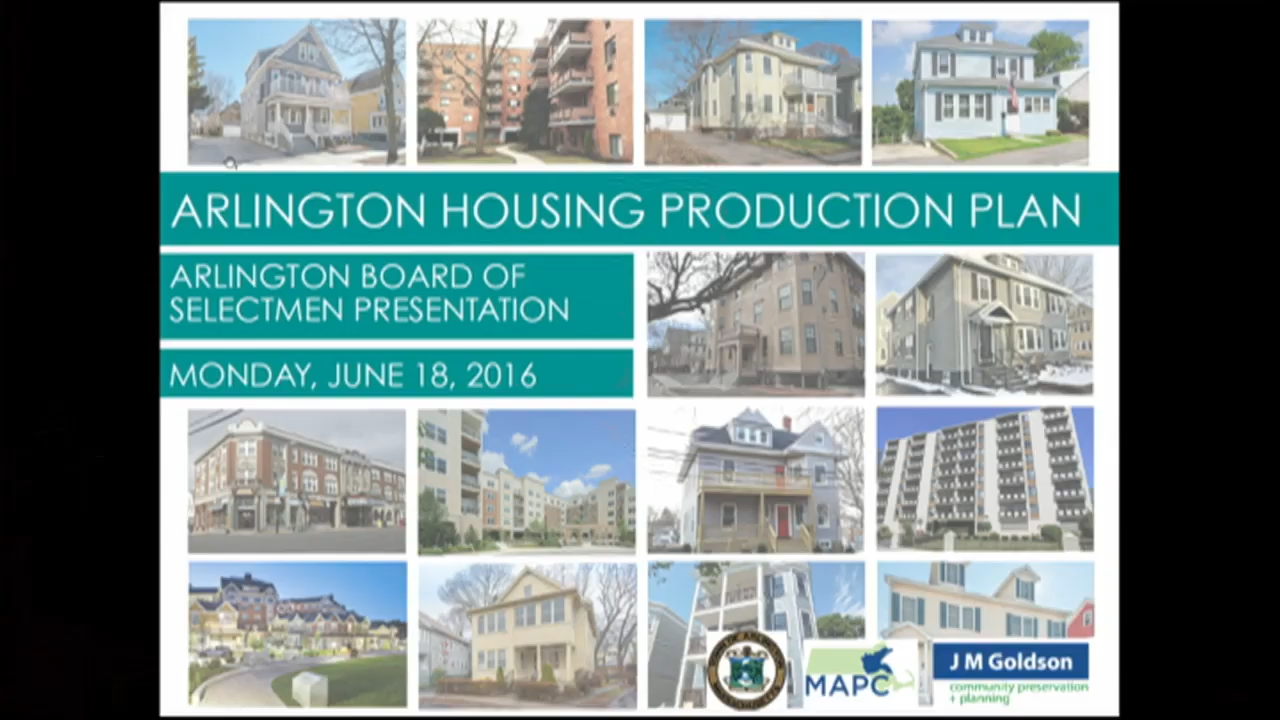 ARLINGTON HOUSING PRODUCTION PLAN
ARLINGTON BOARD OF
SELECTMEN PRESENTATION
MONDAY, JUNE 18, 2016
MAPC
J M Goldson
community preservation
+ planning